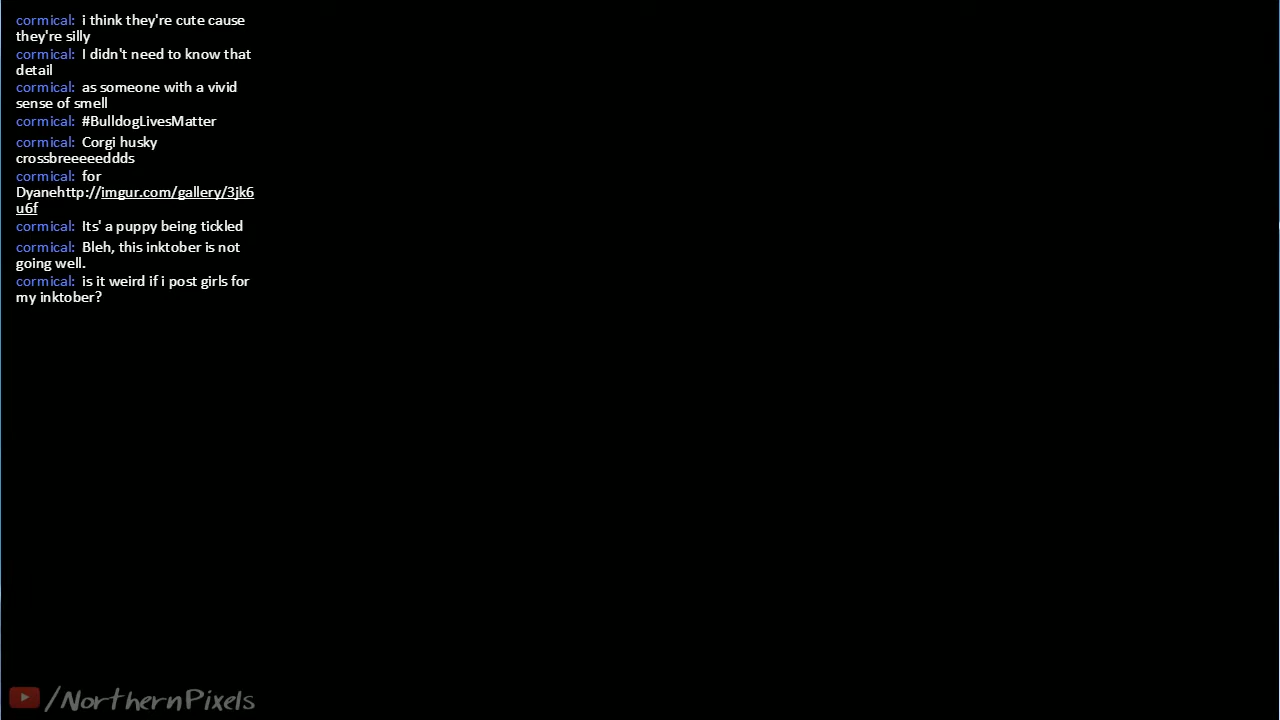 cormical: i think they're cute cause
they're silly
cormical: I didn't need to know that
detail
cormical: as someone with a vivid
sense of smell
cormical: #BulldogLivesMatter
cormical: Corgi husky
crossbreeeeeddds
cormical: for
Dyanehttp://imgur.com/gallery/3jk6
u6f
cormical: Its' a puppy being tickled
cormical: Bleh, this inktober is not
going well.
cormical: is it weird if i post girls for
my inktober?
/NorthernPixels